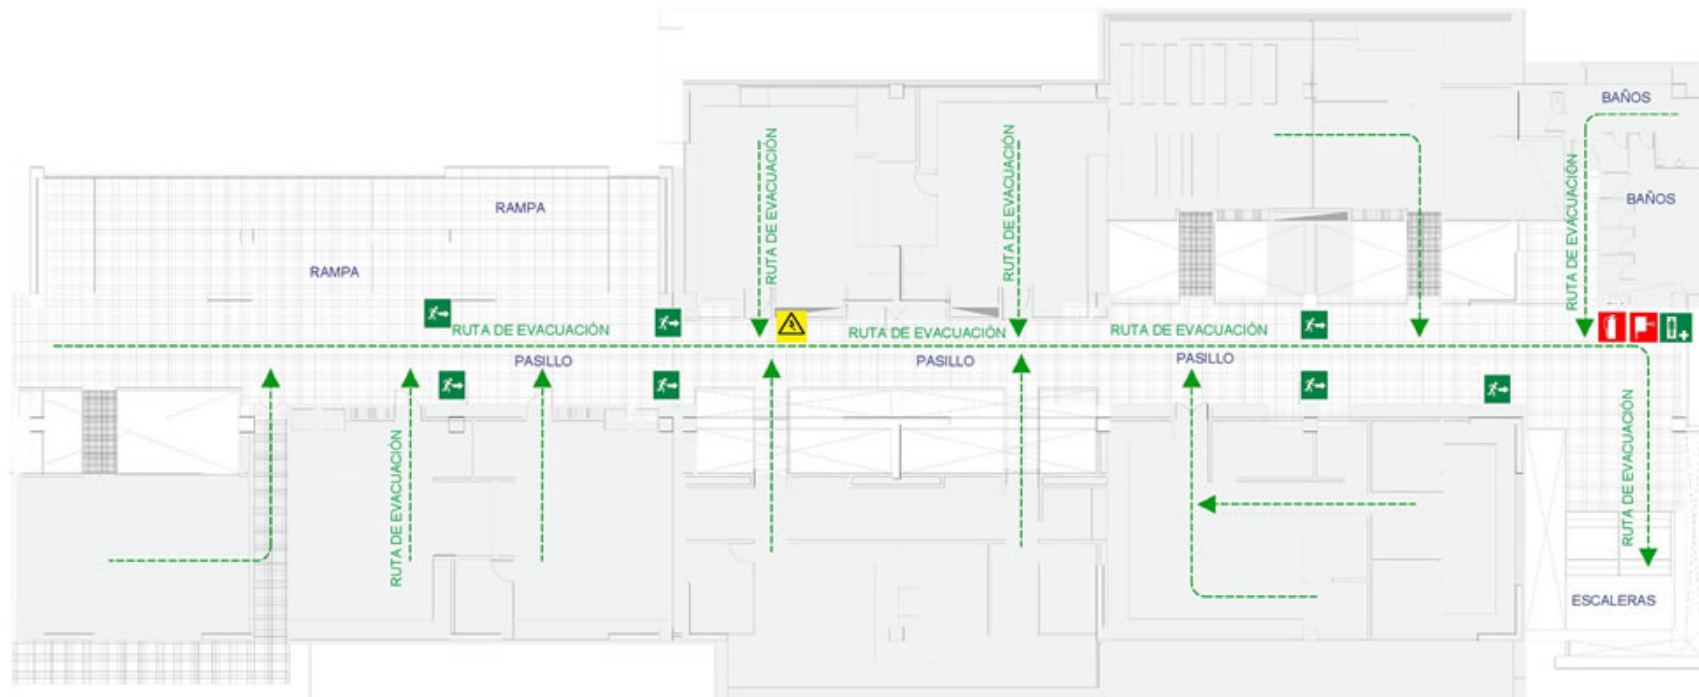 BAÑOS
BAÑOS
RAMPA
RAMPA
RUTA DE EVACUACIÓN
RUTA DE EVACUACIÓN
RUTA DE EVACUACIÓN
RUTA DE EVACUACIÓN
RUTA DE EVACUACIÓN
RUTA DE EVACUACIÓN
PASILLO
PASILLO
PASILLO
RUTA DE EVACUACIÓN
RUTA DE EVACUACIÓN
ESCALERAS